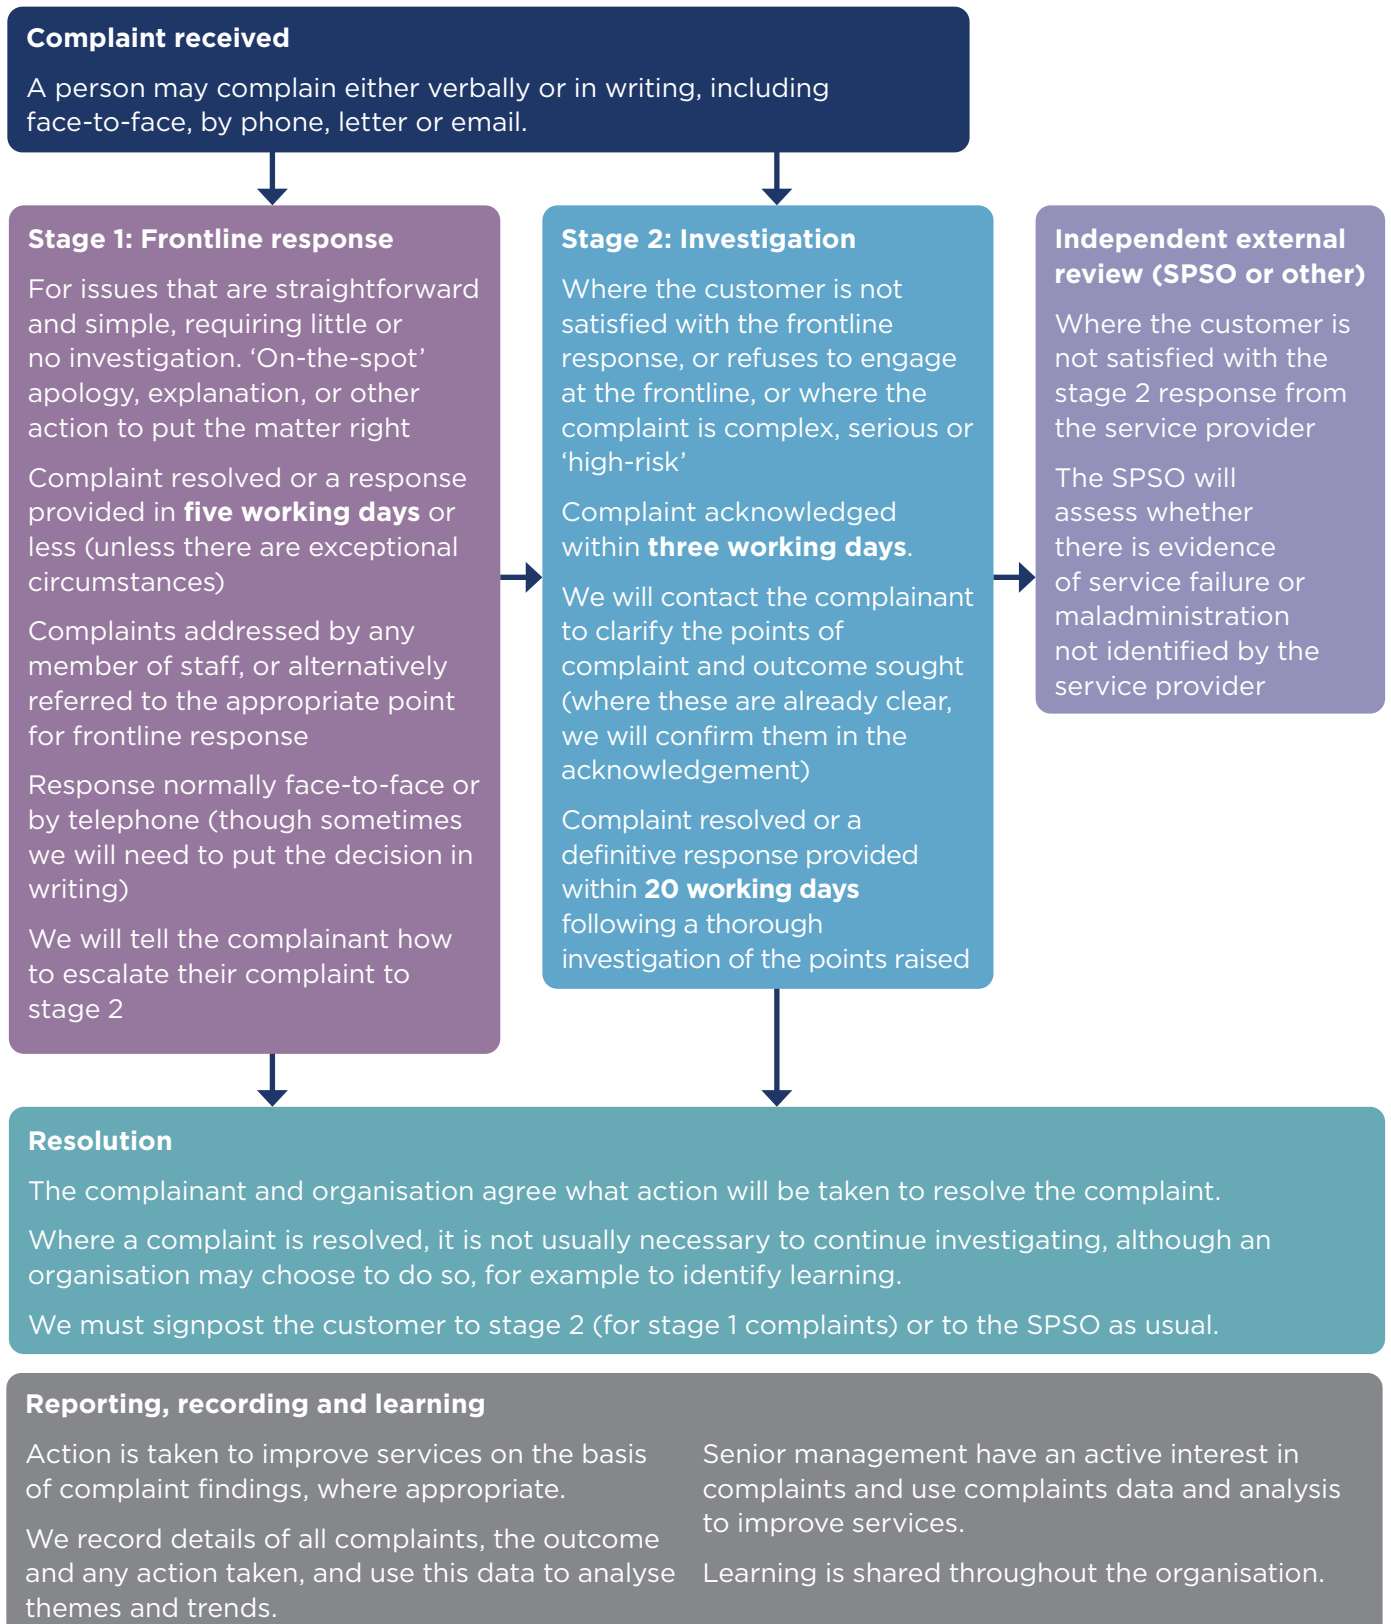 Complaint received
A person may complain either verbally or in writing, including
face-to-face, by phone, letter or email.
Stage 1: Frontline response
For issues that are straightforward
and simple, requiring little or
no investigation. ‘On-the-spot’
apology, explanation, or other
action to put the matter right
Complaint resolved or a response
provided in five working days or
less (unless there are exceptional
circumstances)
Complaints addressed by any
member of staff, or alternatively
referred to the appropriate point
for frontline response
Response normally face-to-face or
by telephone (though sometimes
we will need to put the decision in
writing)
We will tell the complainant how
to escalate their complaint to
stage 2
Stage 2: Investigation
Where the customer is not
satisfied with the frontline
response, or refuses to engage
at the frontline, or where the
complaint is complex, serious or
‘high-risk’
Complaint acknowledged
within three working days.
We will contact the complainant
to clarify the points of
complaint and outcome sought
(where these are already clear,
we will confirm them in the
acknowledgement)
Complaint resolved or a
definitive response provided
within 20 working days
following a thorough
investigation of the points raised
Independent external
review (SPSO or other)
Where the customer is
not satisfied with the
stage 2 response from
the service provider
The SPSO will
assess whether
there is evidence
of service failure or
maladministration
not identified by the
service provider
Resolution
The complainant and organisation agree what action will be taken to resolve the complaint.
Where a complaint is resolved, it is not usually necessary to continue investigating, although an
organisation may choose to do so, for example to identify learning.
We must signpost the customer to stage 2 (for stage 1 complaints) or to the SPSO as usual.
Reporting, recording and learning
Action is taken to improve services on the basis
of complaint findings, where appropriate.
We record details of all complaints, the outcome
and any action taken, and use this data to analyse
themes and trends.
Senior management have an active interest in
complaints and use complaints data and analysis
to improve services.
Learning is shared throughout the organisation.